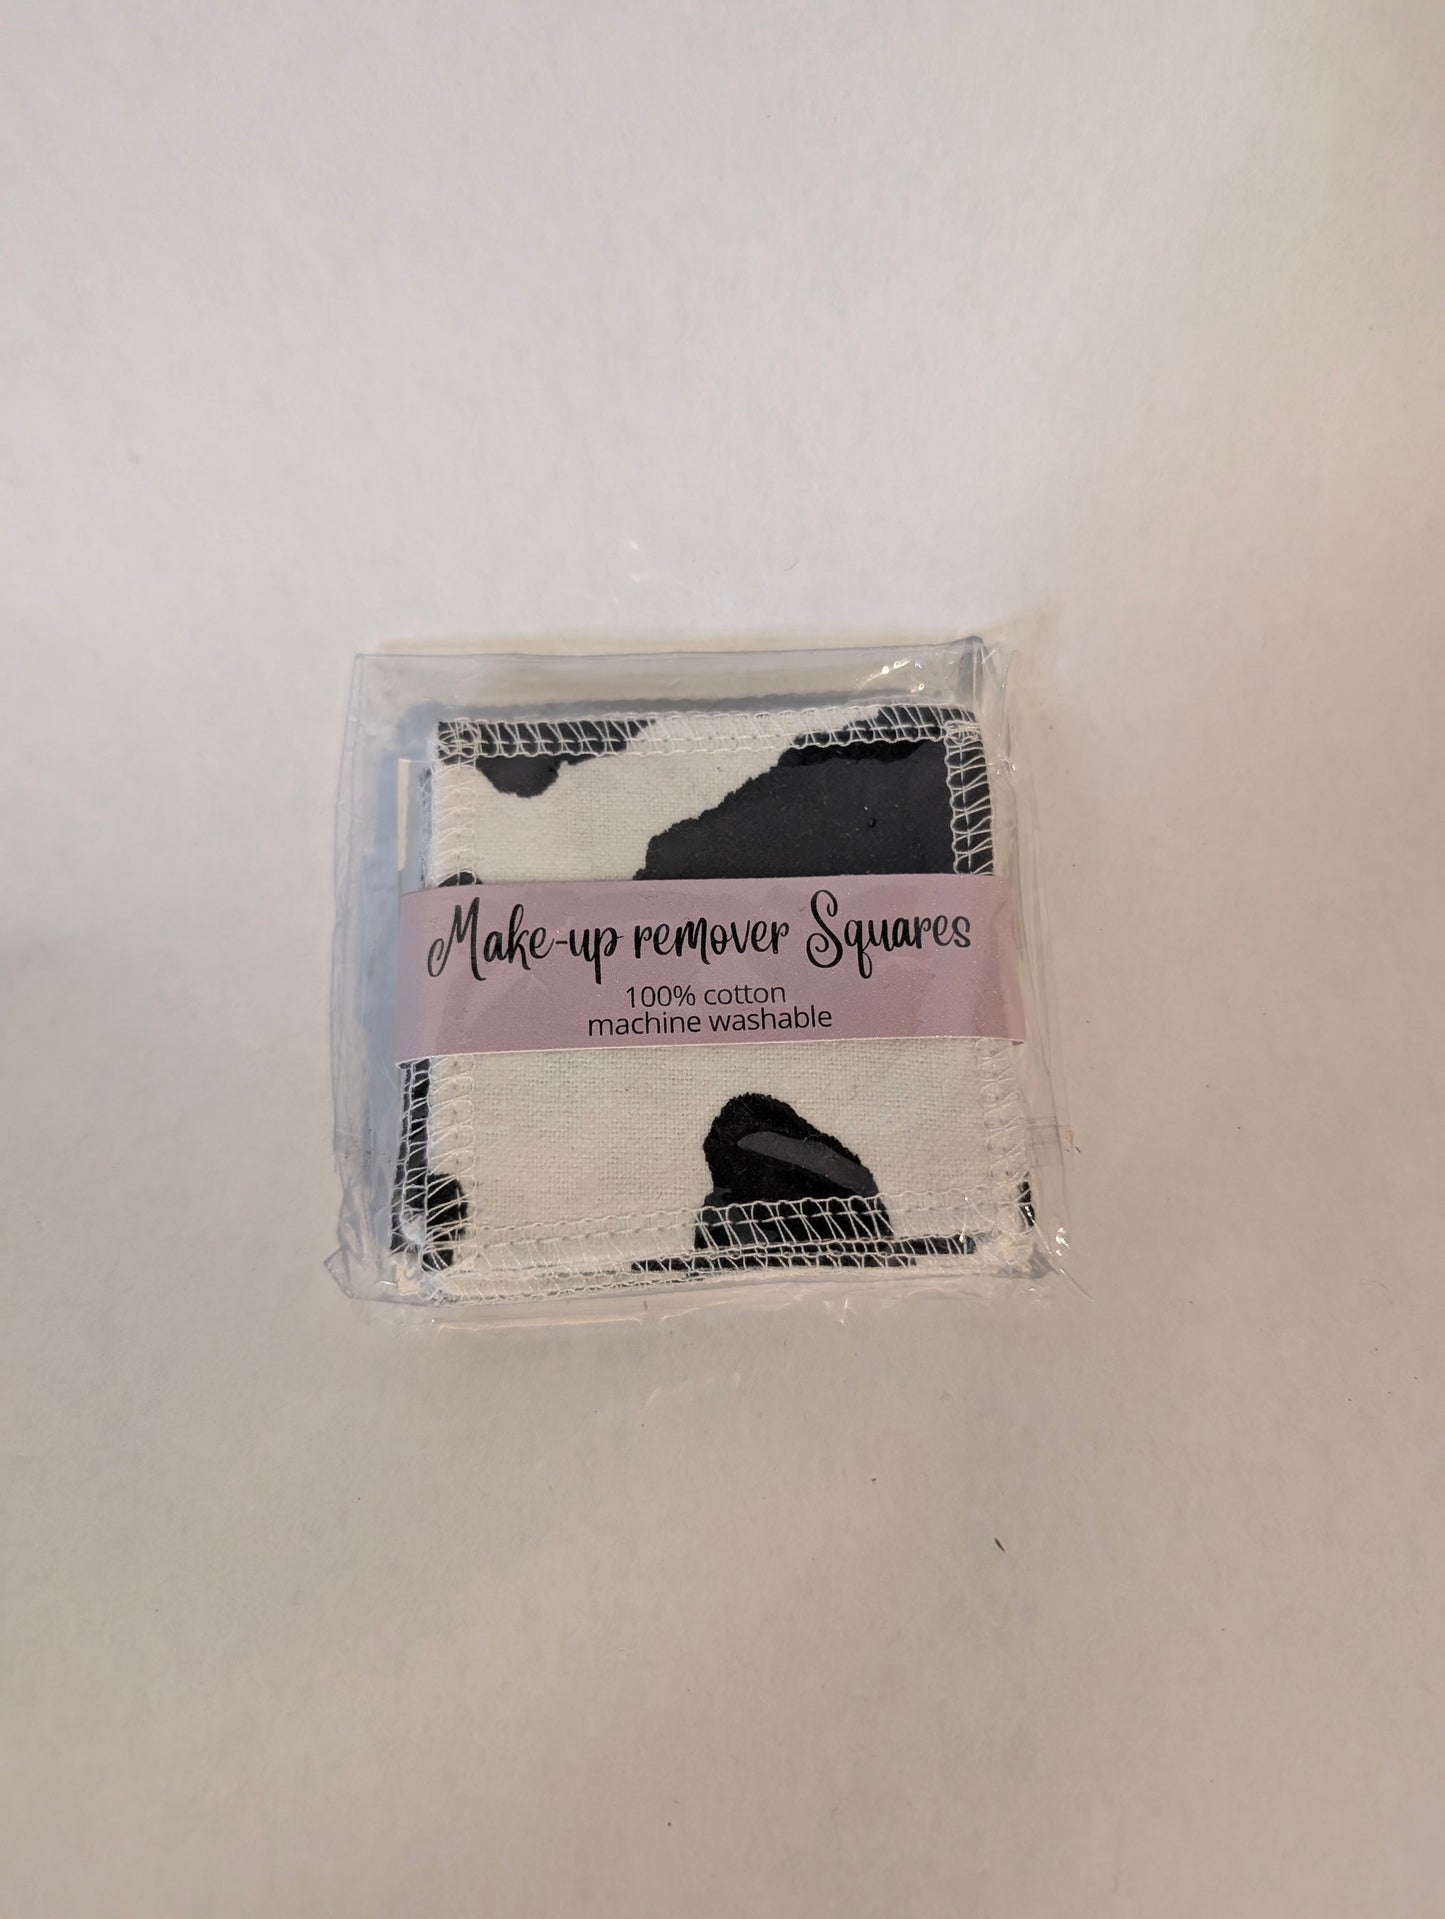 Make-up remover Squares
100% cotton
machine washable